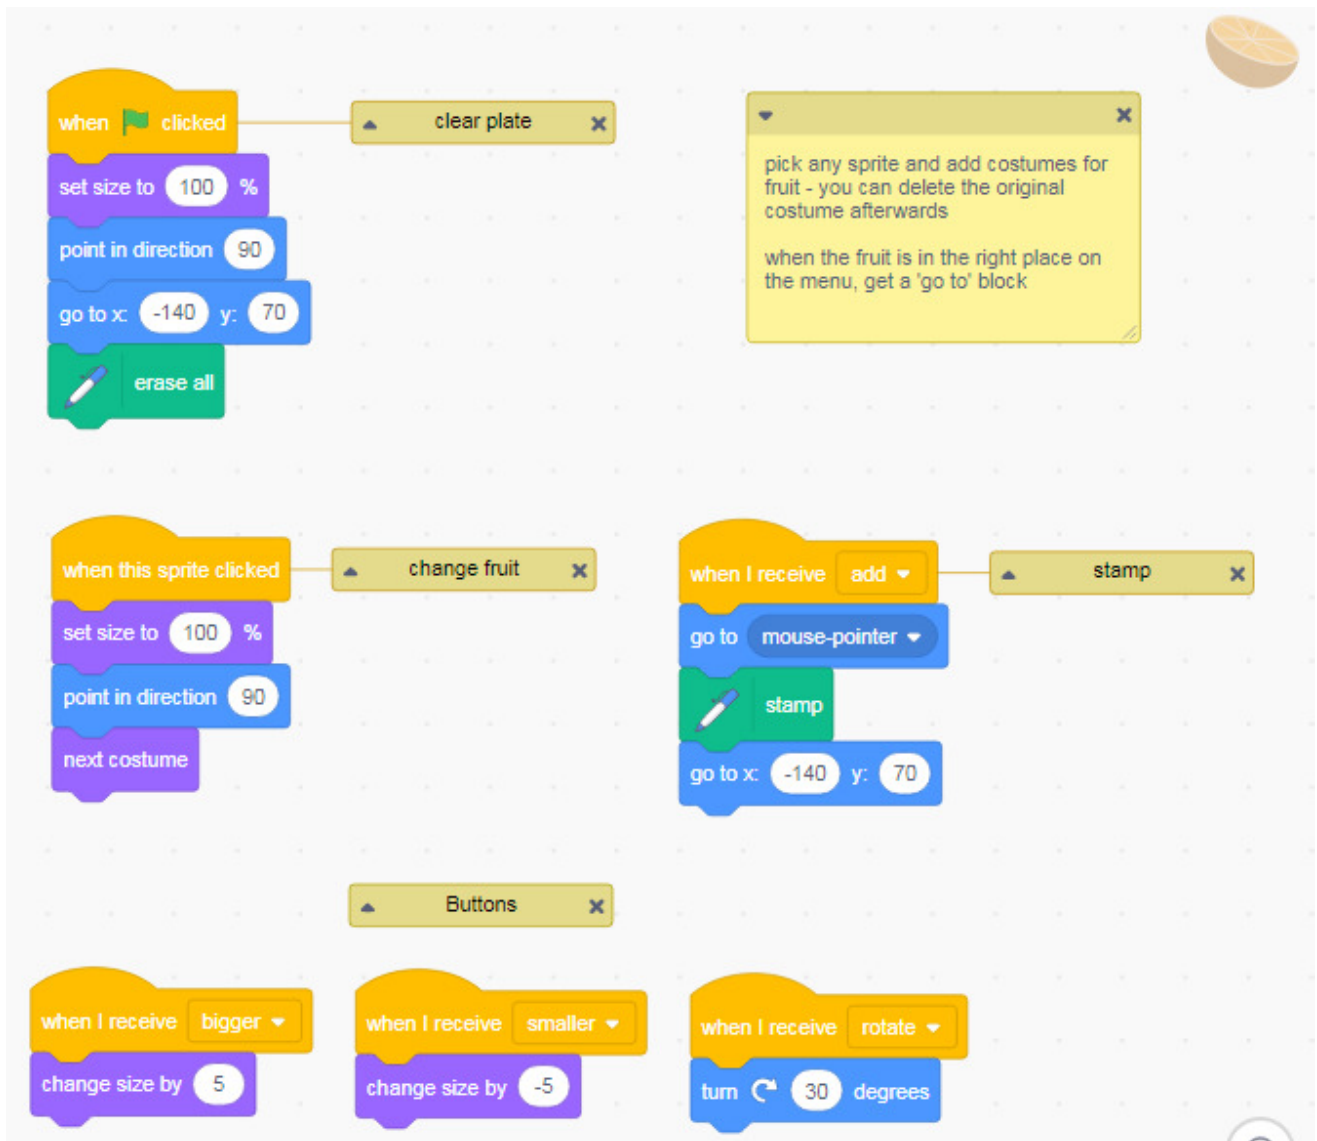 when clicked
clear plate
set size to 100 %
point in direction 90
go to x: -140 y: 70
erase all
pick any sprite and add costumes for
fruit - you can delete the original
costume afterwards
when the fruit is in the right place on
the menu, get a 'go to' block
when this sprite clicked
change fruit
set size to 100 %
point in direction 90
next costume
when I receive add
stamp
go to mouse-pointer
stamp
go to x: -140 y: 70
Buttons
when I receive bigger
change size by 5
when I receive smaller
change size by -5
when I receive rotate
turn 30 degrees